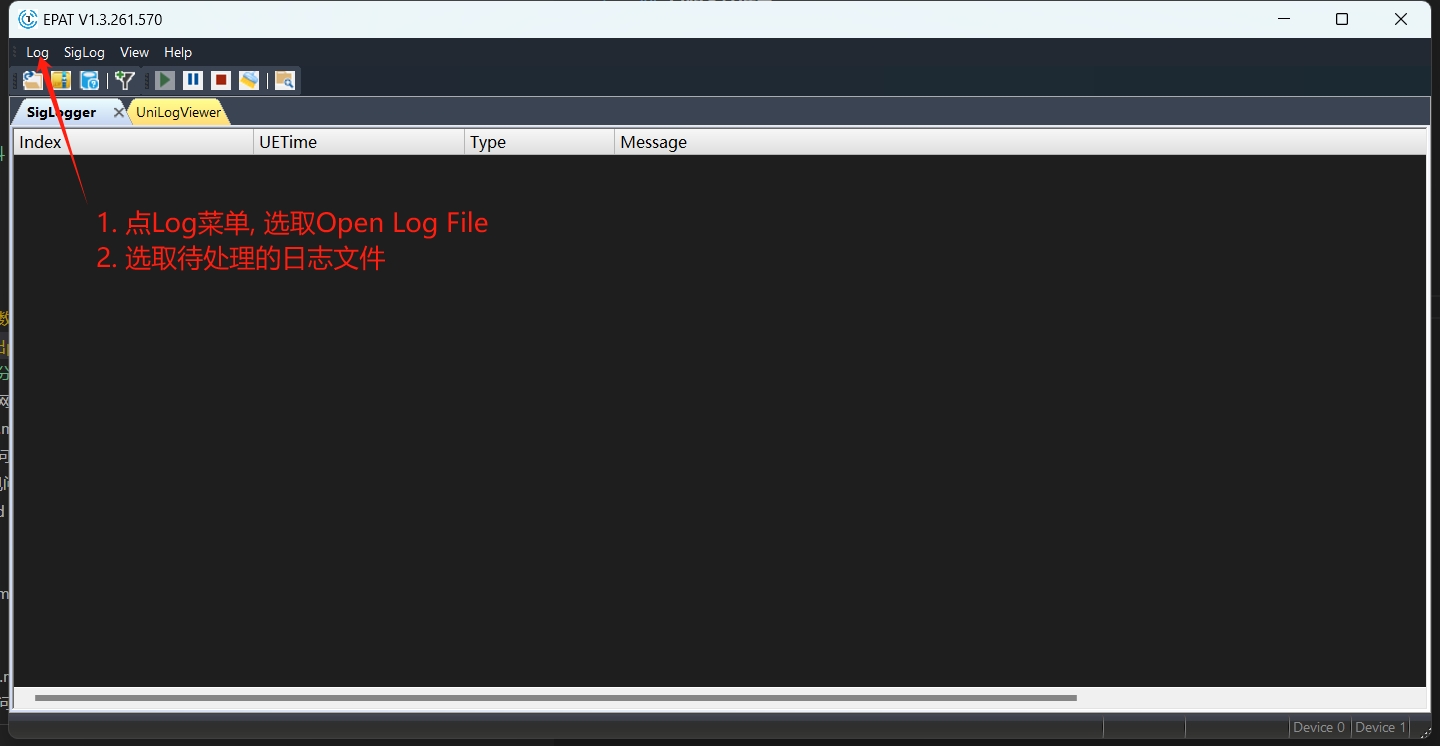 EPAT V1.3.261.570
Log SigLog View Help
SigLogger UniLogViewer
Index UETime Type Message
1. 点Log菜单, 选取Open Log File
2. 选取待处理的日志文件
Device 0 Device 1